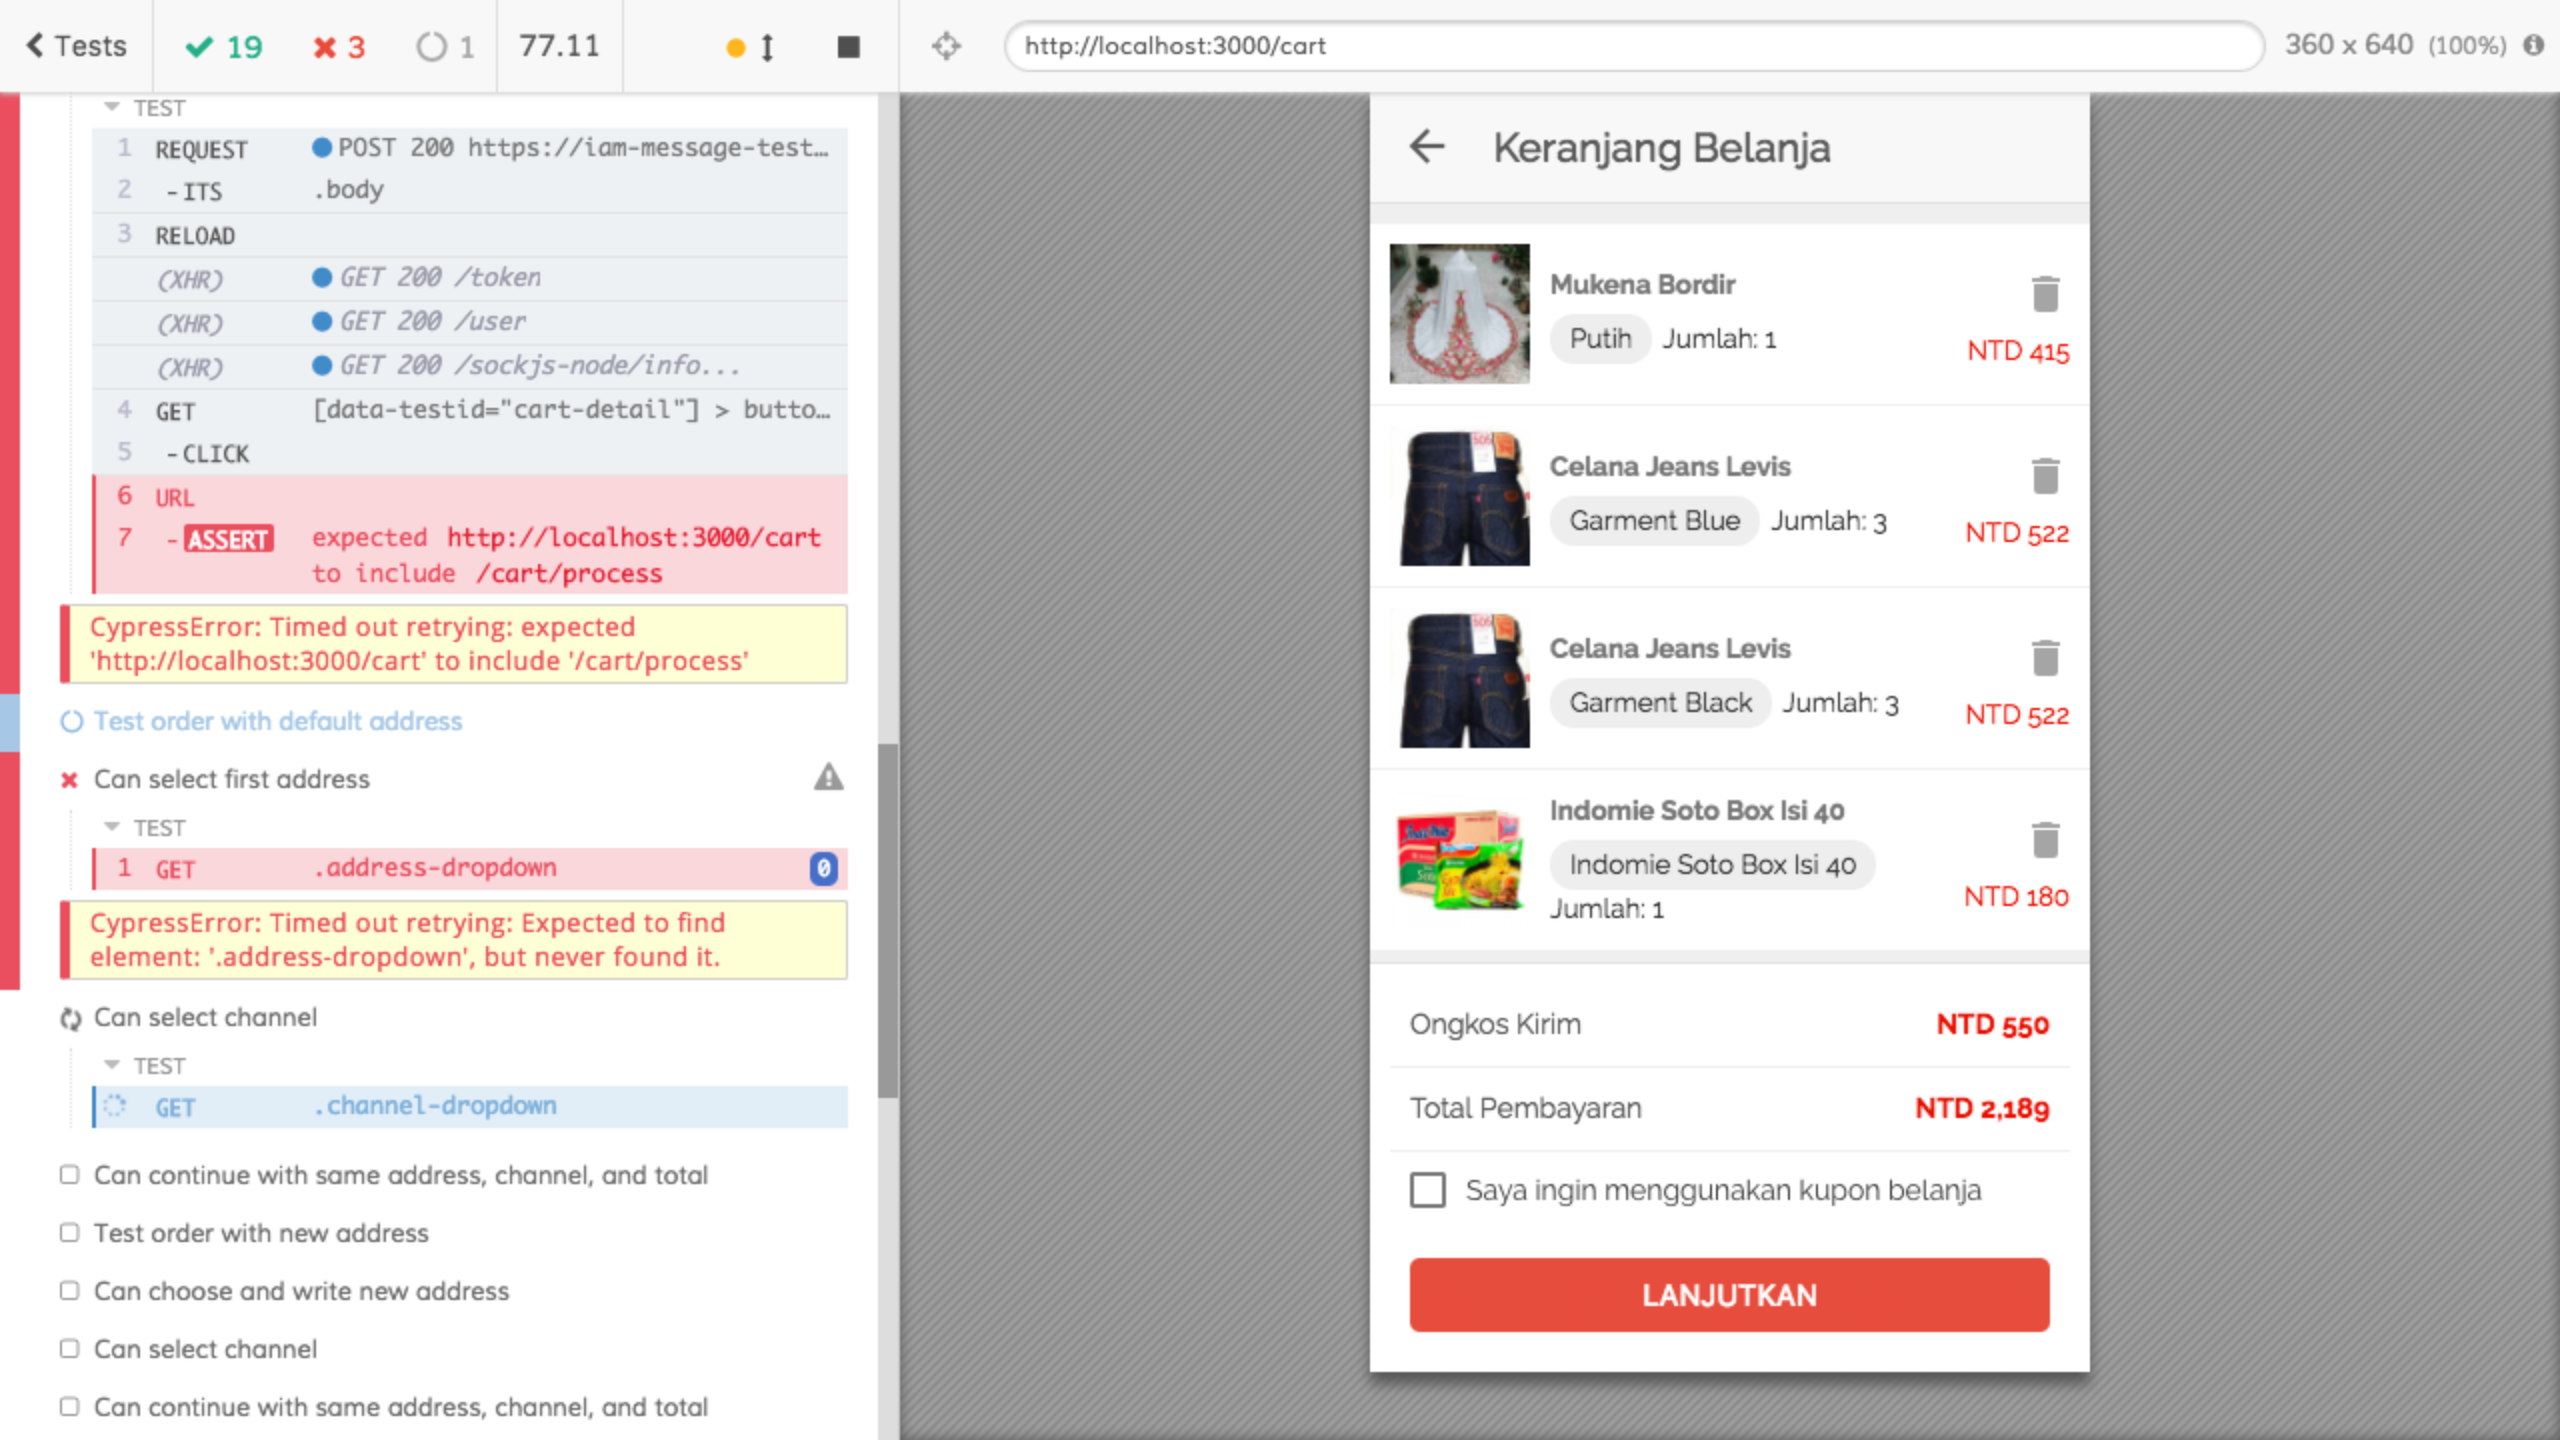 Tests
19
3
1
77.11
http://localhost:3000/cart
360 x 640 (100%)
TEST
1 REQUEST POST 200 https://iam-message-test...
2 -ITS .body
3 RELOAD
(XHR) GET 200 /token
(XHR) GET 200 /user
(XHR) GET 200 /sockjs-node/info...
4 GET [data-testid="cart-detail"] > butto...
5 -CLICK
6 URL
7 -ASSERT expected http://localhost:3000/cart
to include /cart/process
CypressError: Timed out retrying: expected
'http://localhost:3000/cart' to include '/cart/process'
Test order with default address
Can select first address
TEST
1 GET .address-dropdown 0
CypressError: Timed out retrying: Expected to find
element: '.address-dropdown', but never found it.
Can select channel
TEST
GET .channel-dropdown
Can continue with same address, channel, and total
Test order with new address
Can choose and write new address
Can select channel
Can continue with same address, channel, and total
Keranjang Belanja
Mukena Bordir
Putih Jumlah: 1
NTD 415
Celana Jeans Levis
Garment Blue Jumlah: 3
NTD 522
Celana Jeans Levis
Garment Black Jumlah: 3
NTD 522
Indomie Soto Box Isi 40
Indomie Soto Box Isi 40
Jumlah: 1
NTD 180
Ongkos Kirim NTD 550
Total Pembayaran NTD 2,189
Saya ingin menggunakan kupon belanja
LANJUTKAN